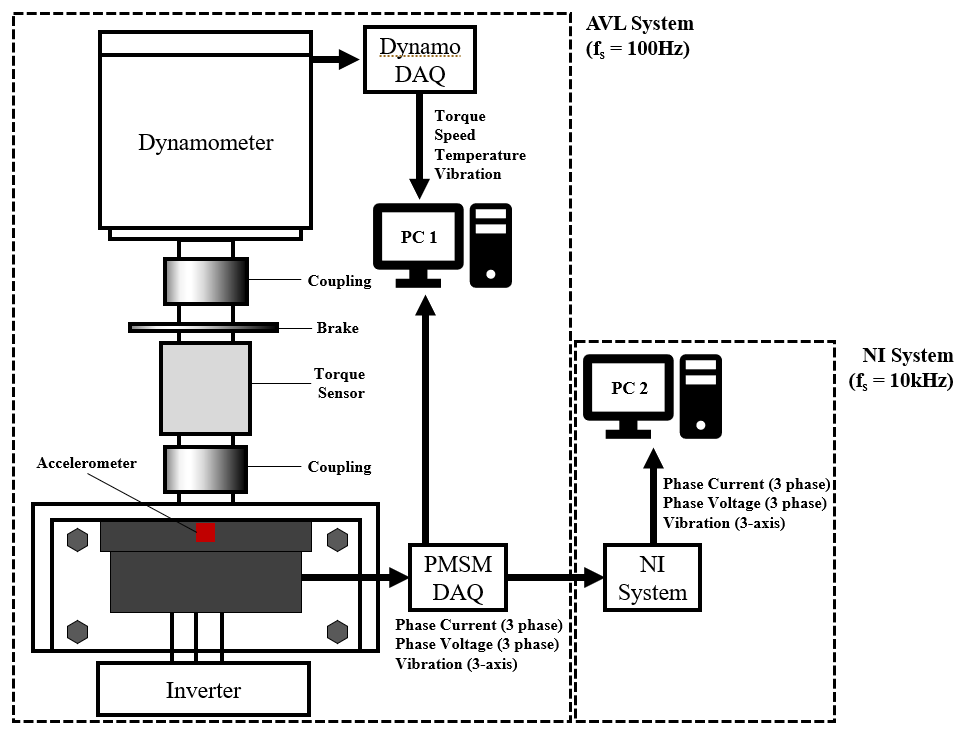 AVL System
(fs = 100Hz)
Dynamo
DAQ
Dynamometer
Torque
Speed
Temperature
Vibration
PC 1
Coupling
Brake
Torque
Sensor
Coupling
Accelerometer
NI System
(fs = 10kHz)
PC 2
Phase Current (3 phase)
Phase Voltage (3 phase)
Vibration (3-axis)
PMSM
DAQ
NI
System
Phase Current (3 phase)
Phase Voltage (3 phase)
Vibration (3-axis)
Inverter